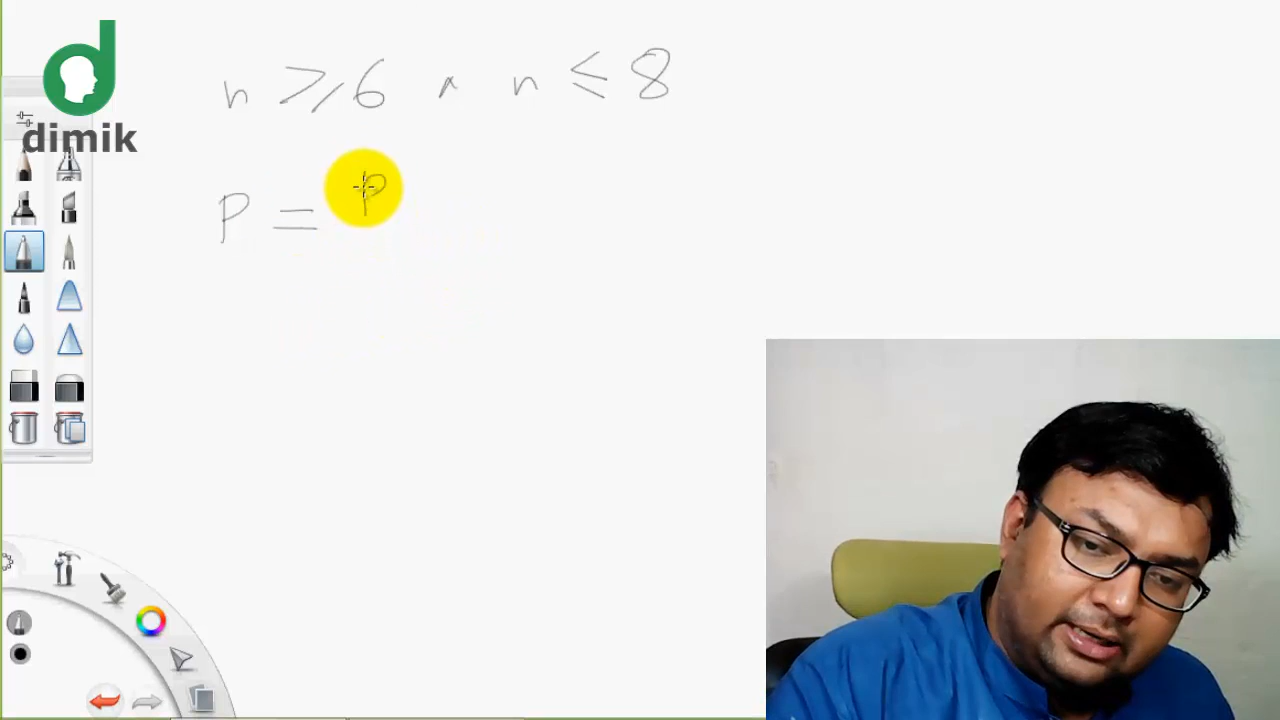 dimik
n ⩾ 6 ∧ n ≤ 8
P = P